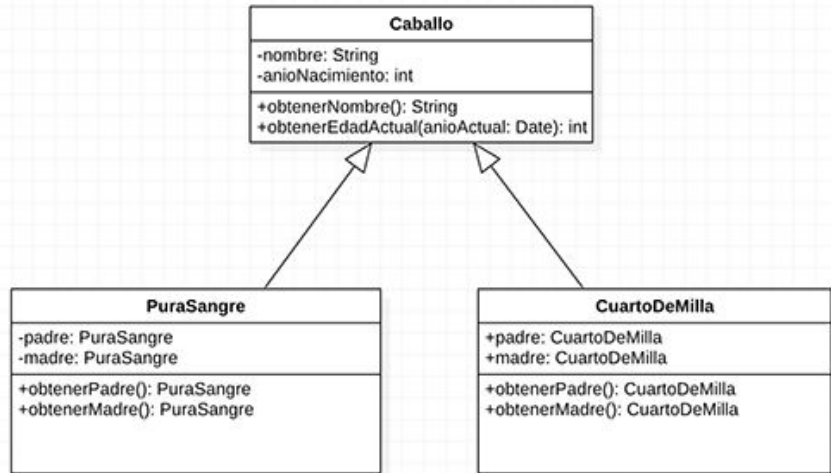 Caballo
-nombre: String
-anioNacimiento: int
+obtenerNombre(): String
+obtenerEdadActual(anioActual: Date): int
PuraSangre
-padre: PuraSangre
-madre: PuraSangre
+obtenerPadre(): PuraSangre
+obtenerMadre(): PuraSangre
CuartoDeMilla
+padre: CuartoDeMilla
+madre: CuartoDeMilla
+obtenerPadre(): CuartoDeMilla
+obtenerMadre(): CuartoDeMilla